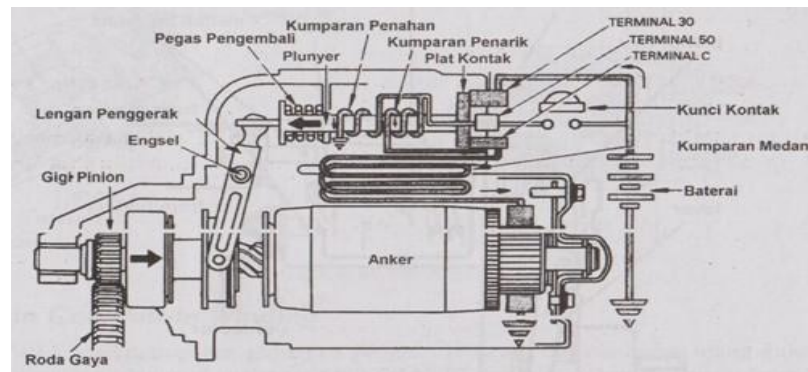 Kumparan Penahan
Pegas Pengembali
Kumparan Penarik
Plunyer
Plat Kontak
TERMINAL 30
TERMINAL 50
TERMINAL C
Lengan Penggerak
Kunci Kontak
Engsel
Kumparan Medan
Gigi Pinion
Baterai
Anker
Roda Gaya